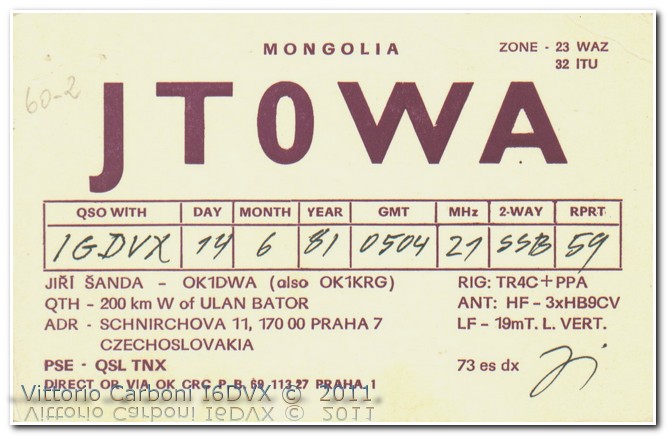 MONGOLIA
ZONE - 23 WAZ
32 ITU
60-2
JT0WA
QSO WITH DAY MONTH YEAR GMT MHz 2-WAY RPRT
IGDVX 14 6 81 0504 21 SSB 59
JIŘÍ ŠANDA - OK1DWA (also OK1KRG) RIG: TR4C+PPA
QTH - 200 km W of ULAN BATOR ANT: HF - 3xHB9CV
ADR - SCHNIRCHOVA 11, 170 00 PRAHA 7 LF - 19mT. L. VERT.
CZECHOSLOVAKIA
PSE - QSL TNX 73 es dx
DIRECT OR VIA OK CRC P.B. 69, 113 27 PRAHA 1
Vittorio Carboni I6DVX © 2011